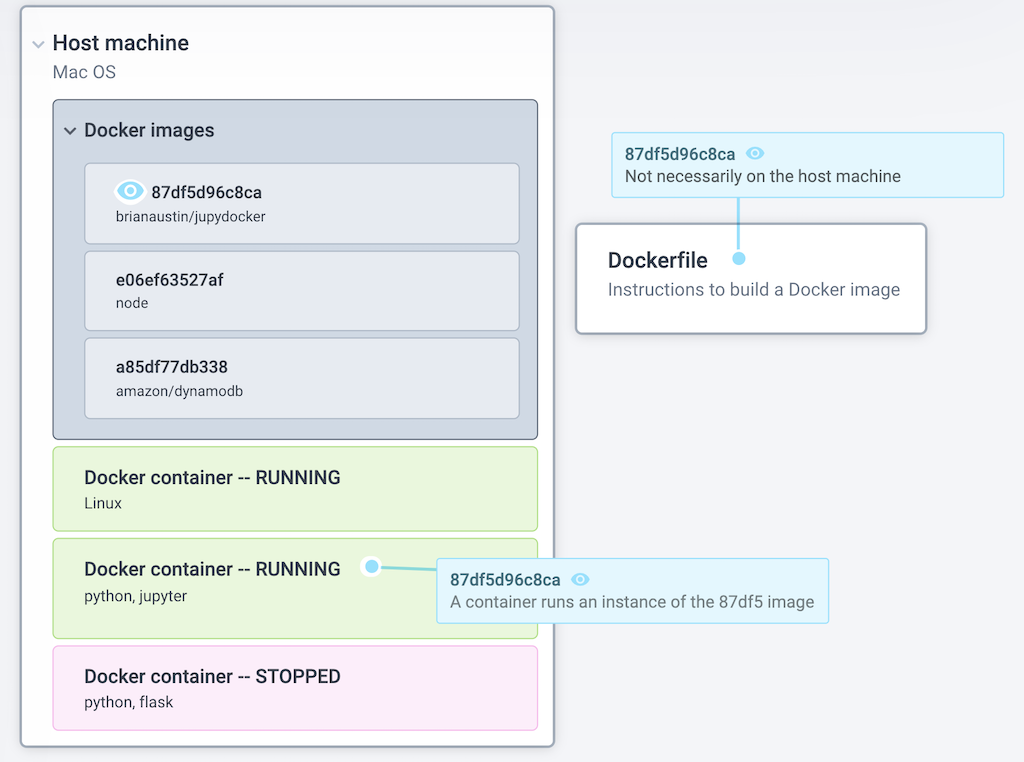 Host machine
Mac OS
Docker images
87df5d96c8ca
brianaustin/jupydocker
e06ef63527af
node
a85df77db338
amazon/dynamodb
Docker container -- RUNNING
Linux
Docker container -- RUNNING
python, jupyter
87df5d96c8ca
A container runs an instance of the 87df5 image
Docker container -- STOPPED
python, flask
87df5d96c8ca
Not necessarily on the host machine
Dockerfile
Instructions to build a Docker image